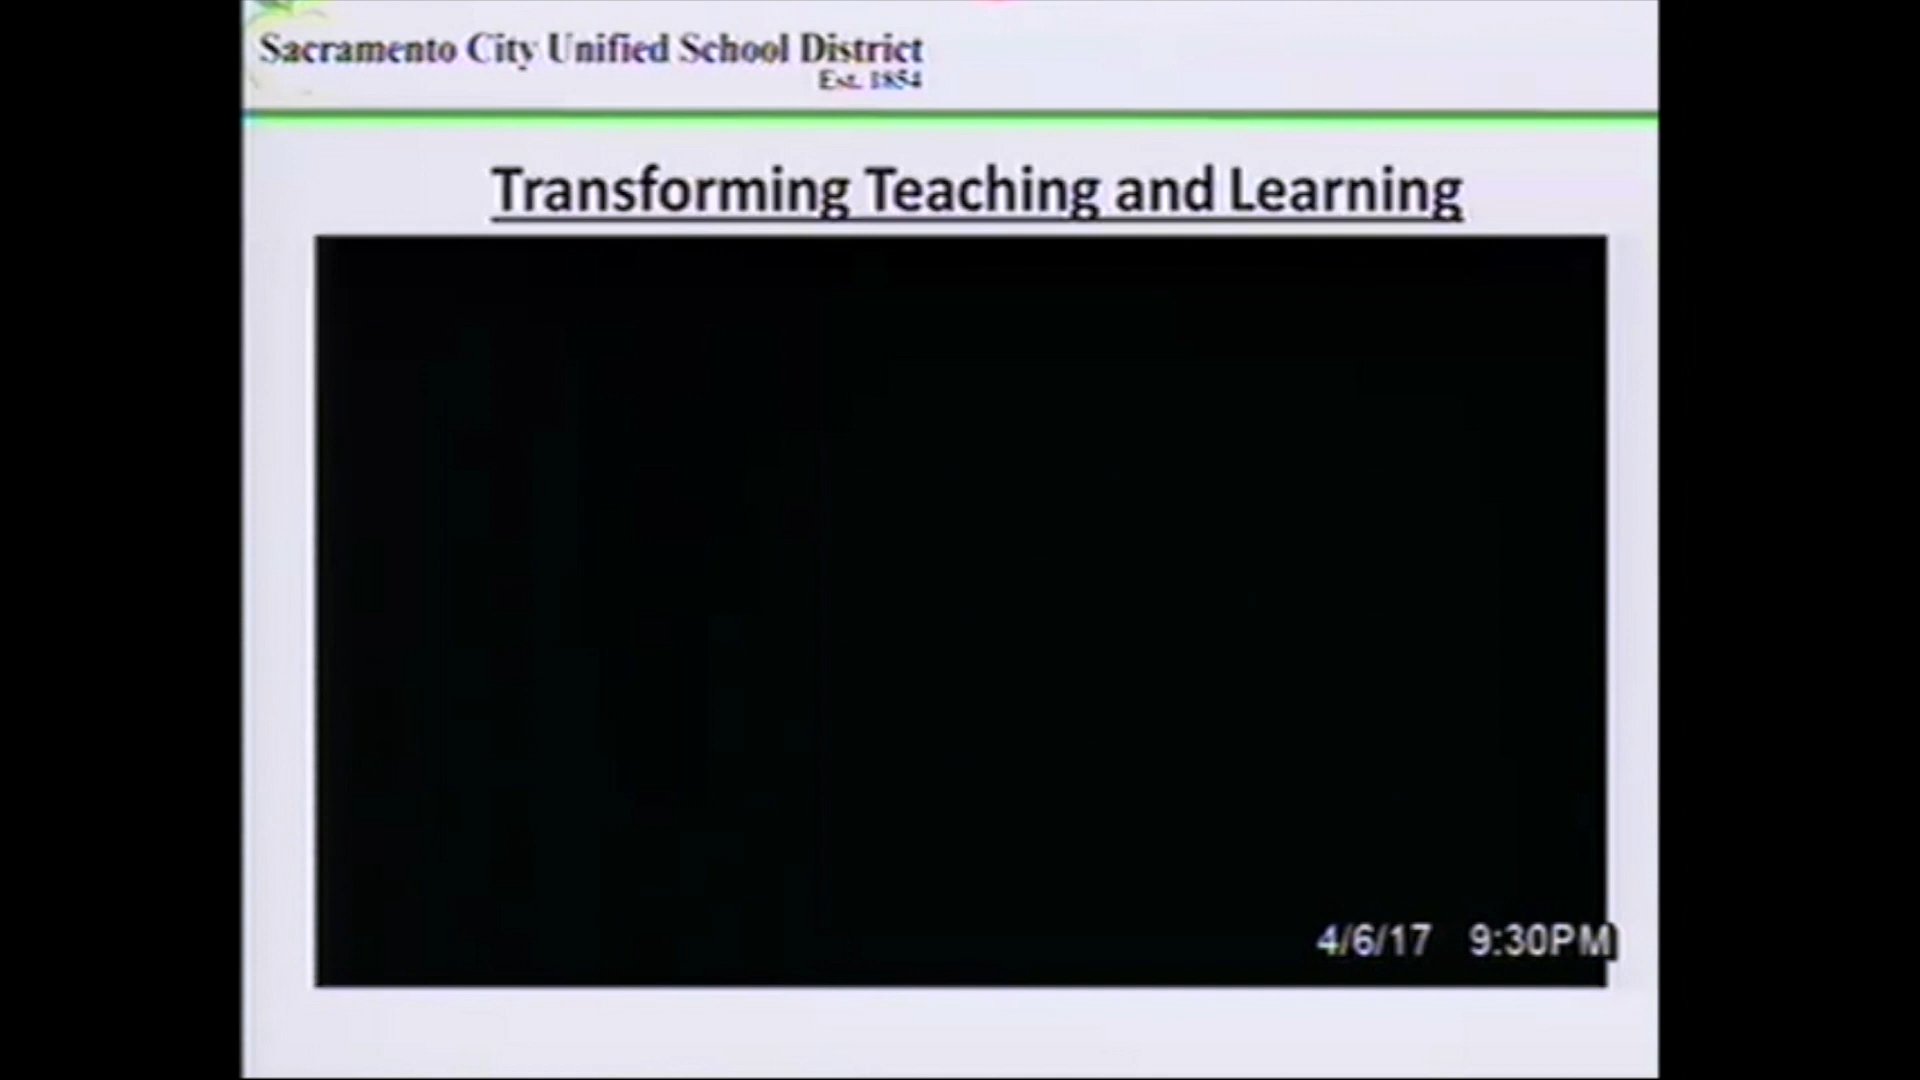 Sacramento City Unified School District
Est. 1854
Transforming Teaching and Learning
4/6/17 9:30PM